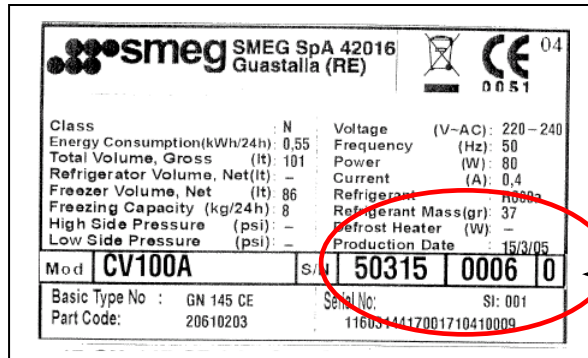 smeg SMEG SpA 42016
Guastalla (RE)
04
0051
Class : N
Energy Consumption(kWh/24h): 0,55
Total Volume, Gross (lt): 101
Refrigerator Volume, Net(lt): –
Freezer Volume, Net (lt): 86
Freezing Capacity (kg/24h): 8
High Side Pressure (psi): –
Low Side Pressure (psi): –
Voltage (V~AC): 220-240
Frequency (Hz): 50
Power (W): 80
Current (A): 0,4
Refrigerant : R600a
Refrigerant Mass(gr): 37
Defrost Heater (W): –
Production Date : 15/3/05
Mod CV100A S/N 50315 0006 0
Basic Type No : GN 145 CE
Part Code: 20610203
Serial No: SI: 001